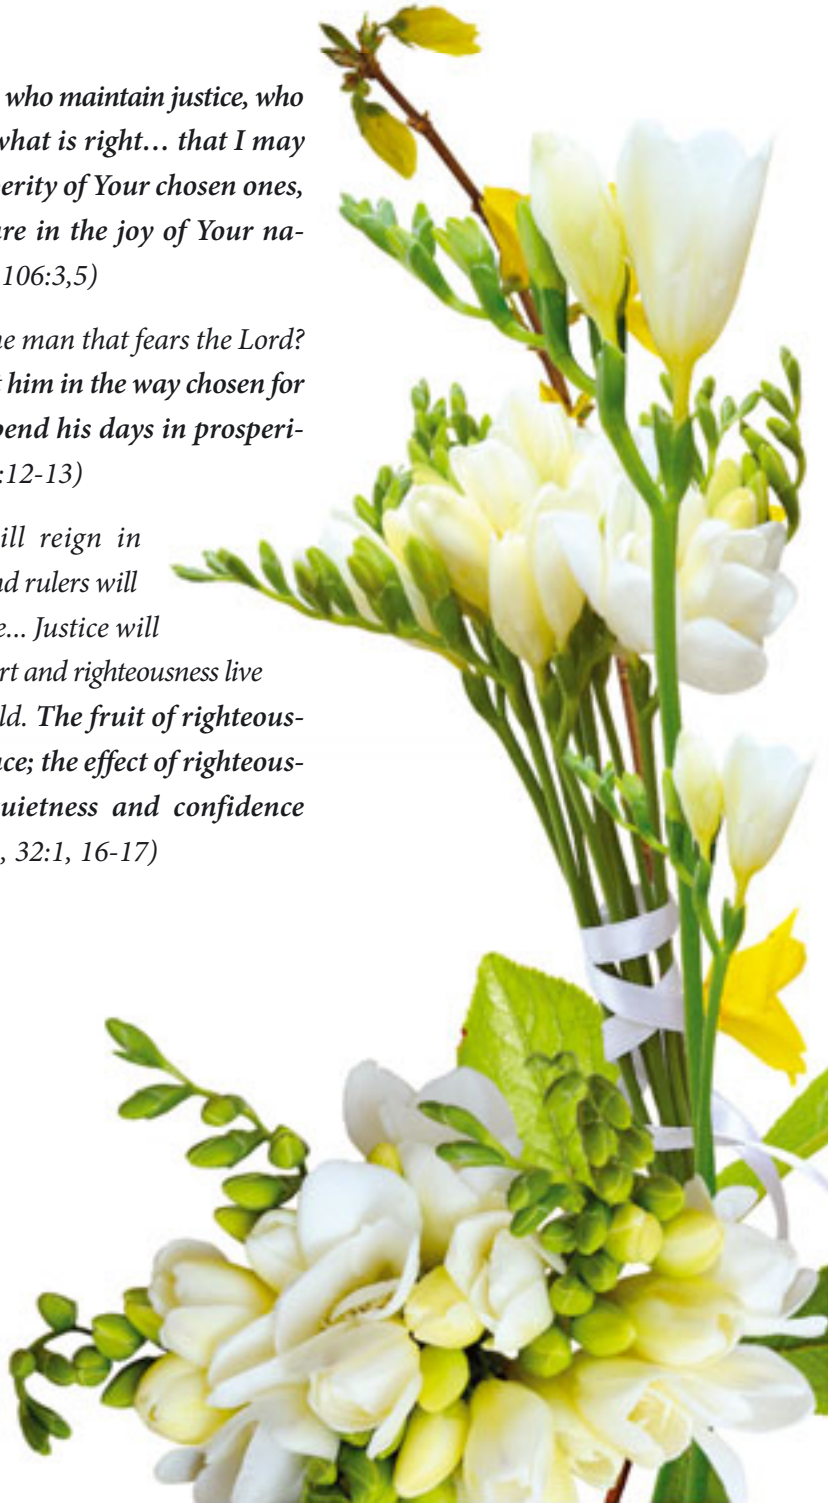 who maintain justice, who
what is right… that I may
erity of Your chosen ones,
re in the joy of Your na-
106:3,5)
e man that fears the Lord?
him in the way chosen for
end his days in prosperi-
:12-13)
ill reign in
d rulers will
e... Justice will
rt and righteousness live
ld. The fruit of righteous-
ce; the effect of righteous-
uietness and confidence
, 32:1, 16-17)